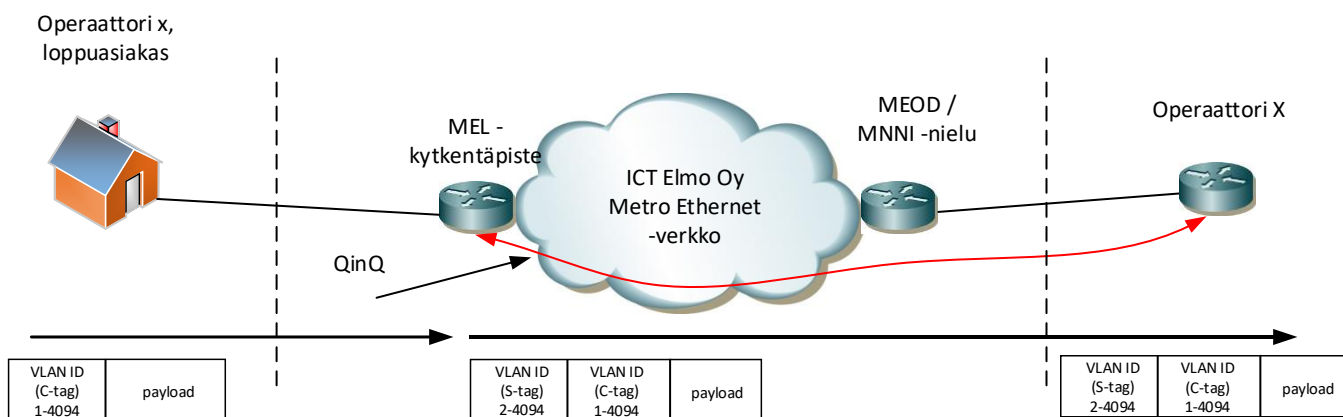 Operaattori x,
loppuasiakas
MEL -
kytkentäpiste
ICT Elmo Oy
Metro Ethernet
-verkko
MEOD /
MNNI -nielu
Operaattori X
QinQ
VLAN ID
(C-tag)
1-4094
payload
VLAN ID
(S-tag)
2-4094
VLAN ID
(C-tag)
1-4094
payload
VLAN ID
(S-tag)
2-4094
VLAN ID
(C-tag)
1-4094
payload